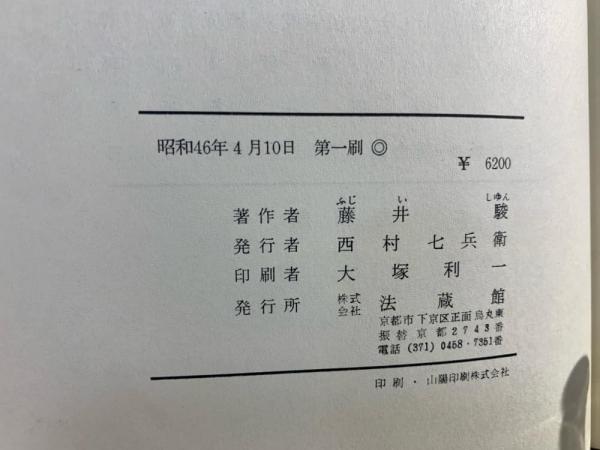 昭和46年4月10日 第一刷 ◎
¥ 6200
ふじ い しゅん
著作者 藤井 駿
発行者 西村七兵衛
印刷者 大塚利一
発行所 株式会社 法蔵館
京都市下京区正面烏丸東
振替京都2743番
電話 (371) 0458・7351番
印刷・山陽印刷株式会社